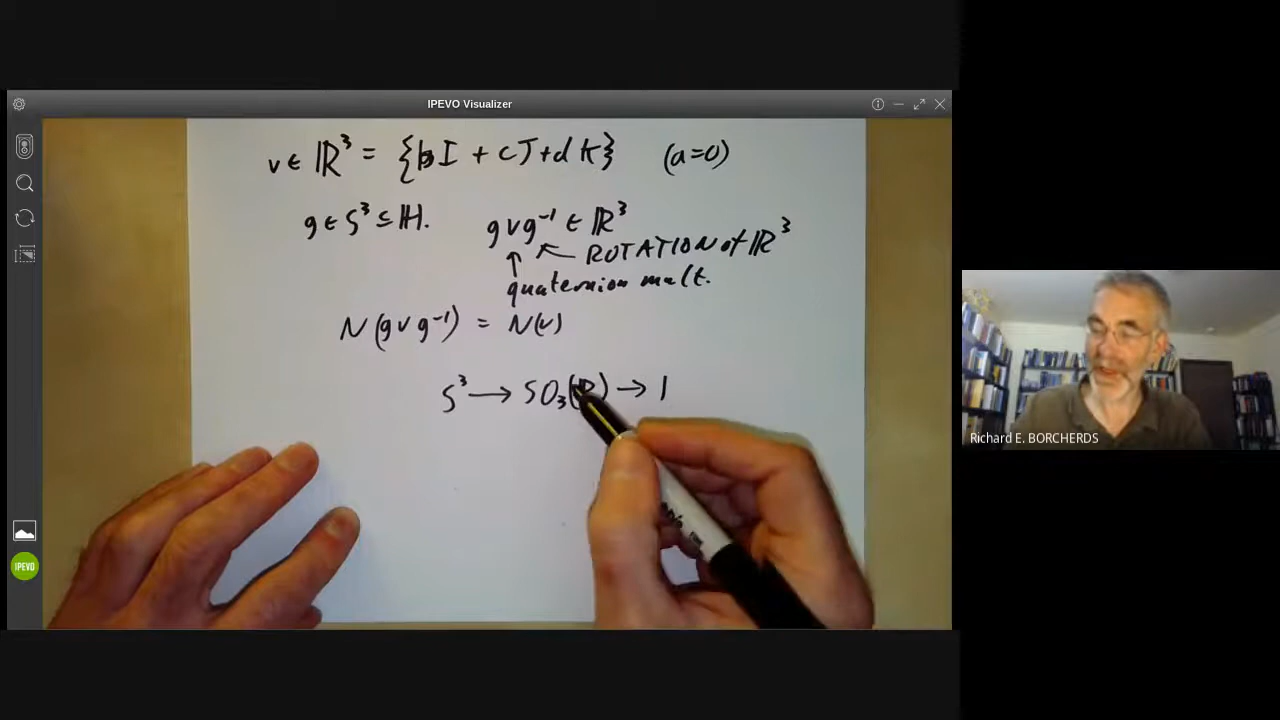 IPEVO Visualizer
v ∈ ℝ³ = {bI + cJ + dK} (a=0)
g ∈ S³ ⊆ ℍ. gvg⁻¹ ∈ ℝ³
↑ ↖ ROTATION of ℝ³
quaternion mult.
N(gvg⁻¹) = N(v)
S³ → SO₃(ℝ) → 1
Richard E. BORCHERDS
IPEVO